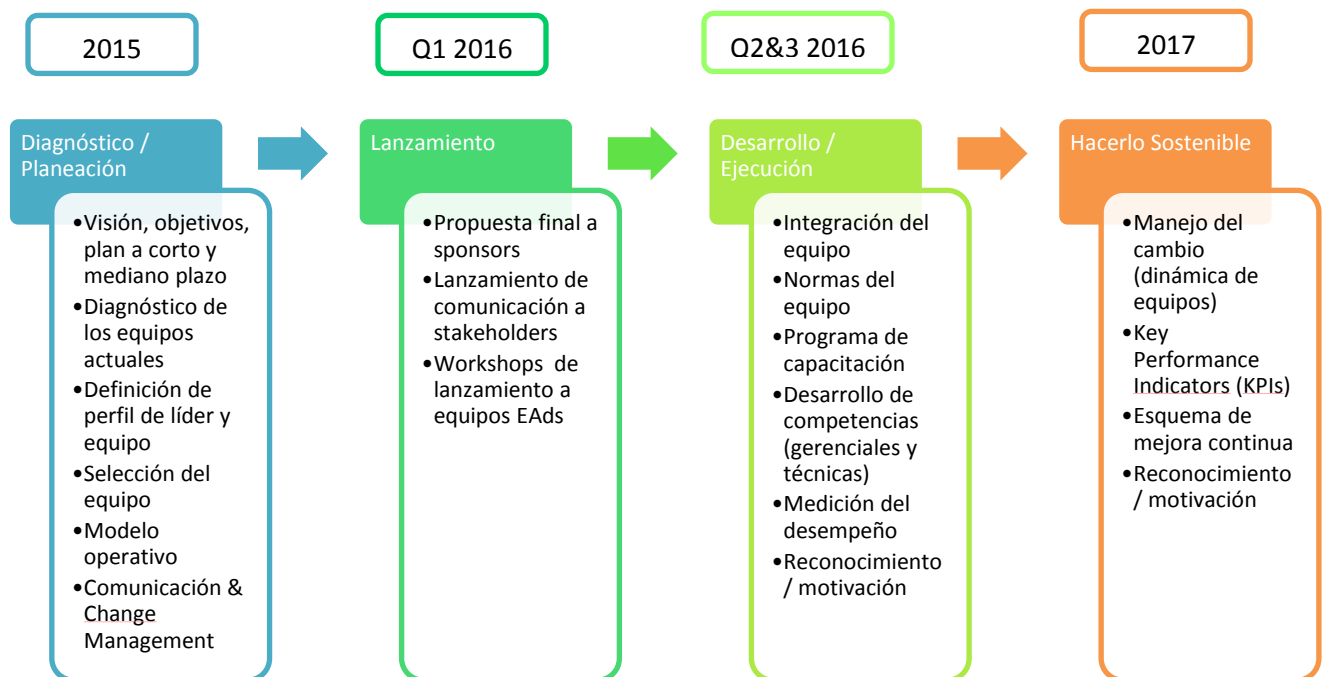 2015
Q1 2016
Q2&3 2016
2017
Diagnóstico /
Planeación
•Visión, objetivos,
plan a corto y
mediano plazo
•Diagnóstico de
los equipos
actuales
•Definición de
perfil de líder y
equipo
•Selección del
equipo
•Modelo
operativo
•Comunicación &
Change
Management
Lanzamiento
•Propuesta final a
sponsors
•Lanzamiento de
comunicación a
stakeholders
•Workshops de
lanzamiento a
equipos EAds
Desarrollo /
Ejecución
•Integración del
equipo
•Normas del
equipo
•Programa de
capacitación
•Desarrollo de
competencias
(gerenciales y
técnicas)
•Medición del
desempeño
•Reconocimiento
/ motivación
Hacerlo Sostenible
•Manejo del
cambio
(dinámica de
equipos)
•Key
Performance
Indicators (KPIs)
•Esquema de
mejora continua
•Reconocimiento
/ motivación